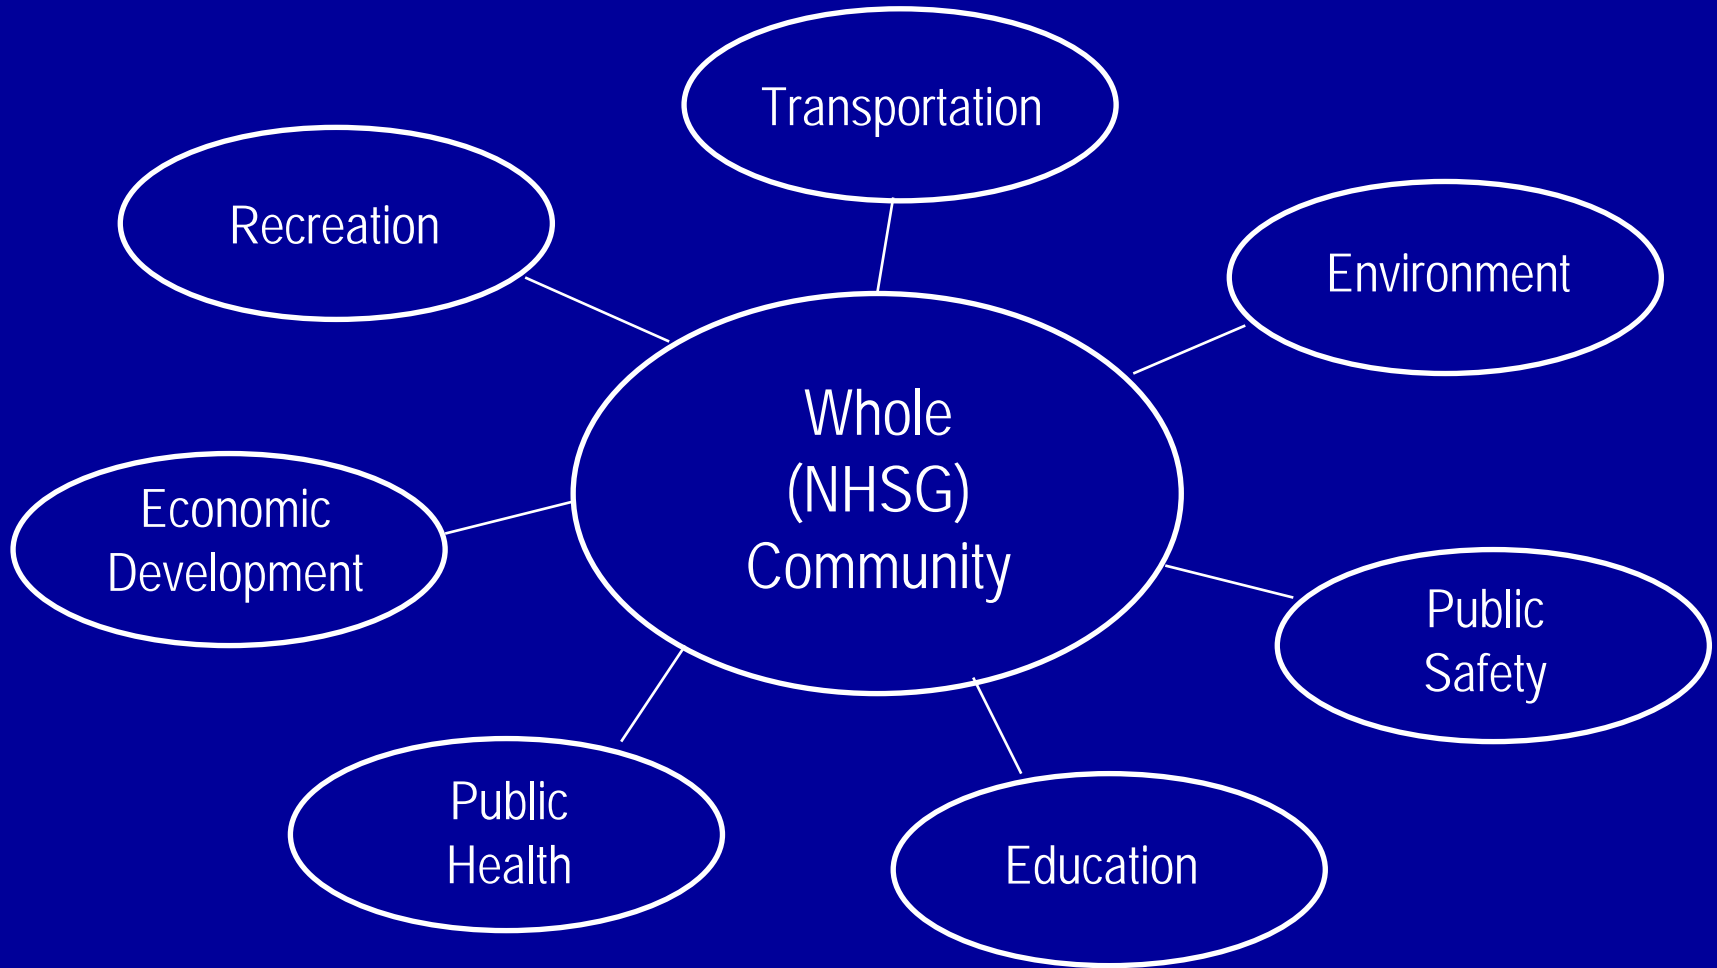 Transportation
Recreation
Environment
Whole
(NHSG)
Community
Economic
Development
Public
Safety
Public
Health
Education